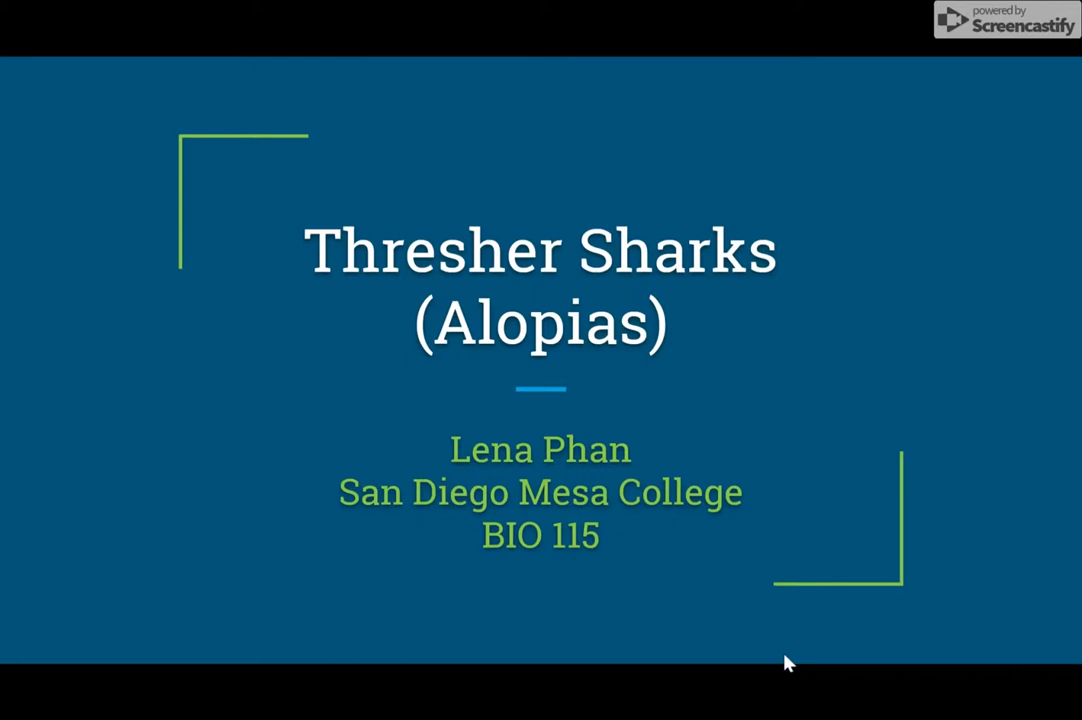 powered by
Screencastify
Thresher Sharks
(Alopias)
Lena Phan
San Diego Mesa College
BIO 115